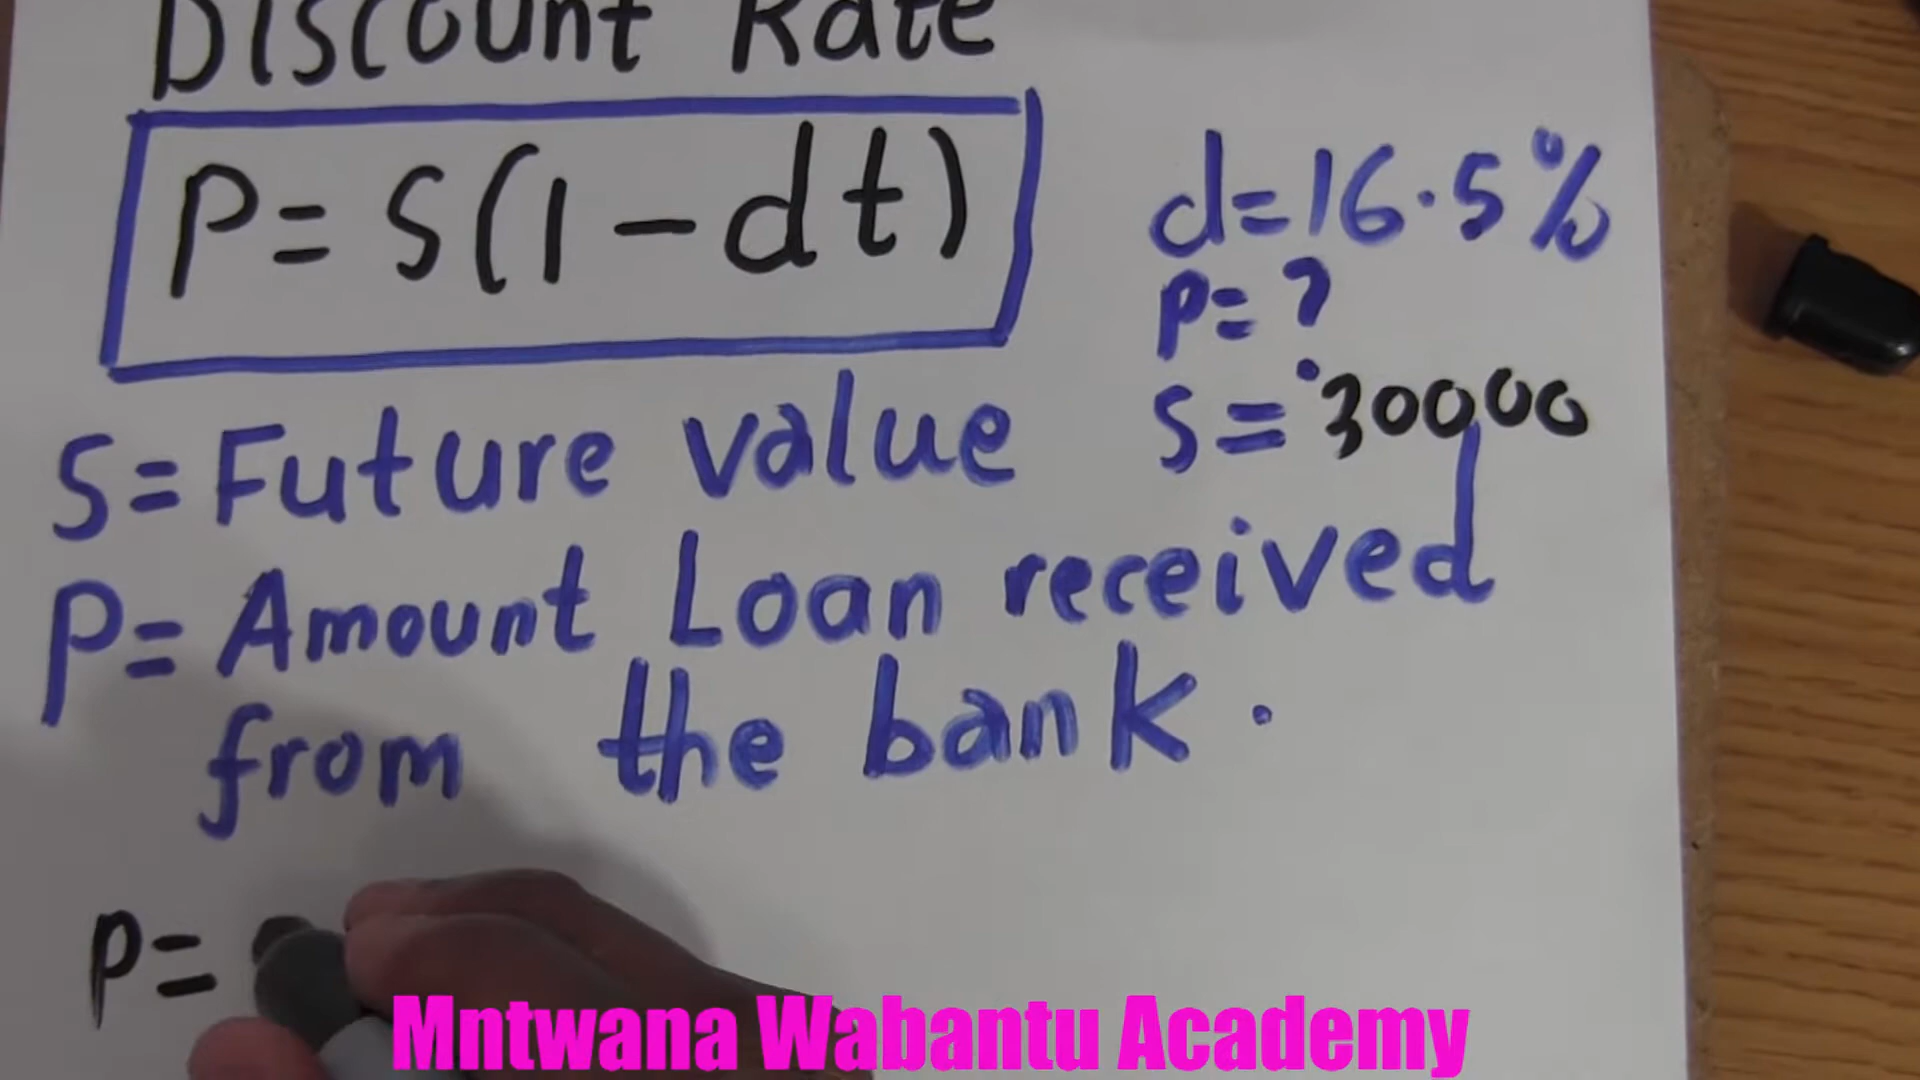 Discount Rate
P = S(1 - dt)
d = 16.5%
P = ?
S = 30000
S = Future value
P = Amount Loan received
from the bank.
P =
Mntwana Wabantu Academy